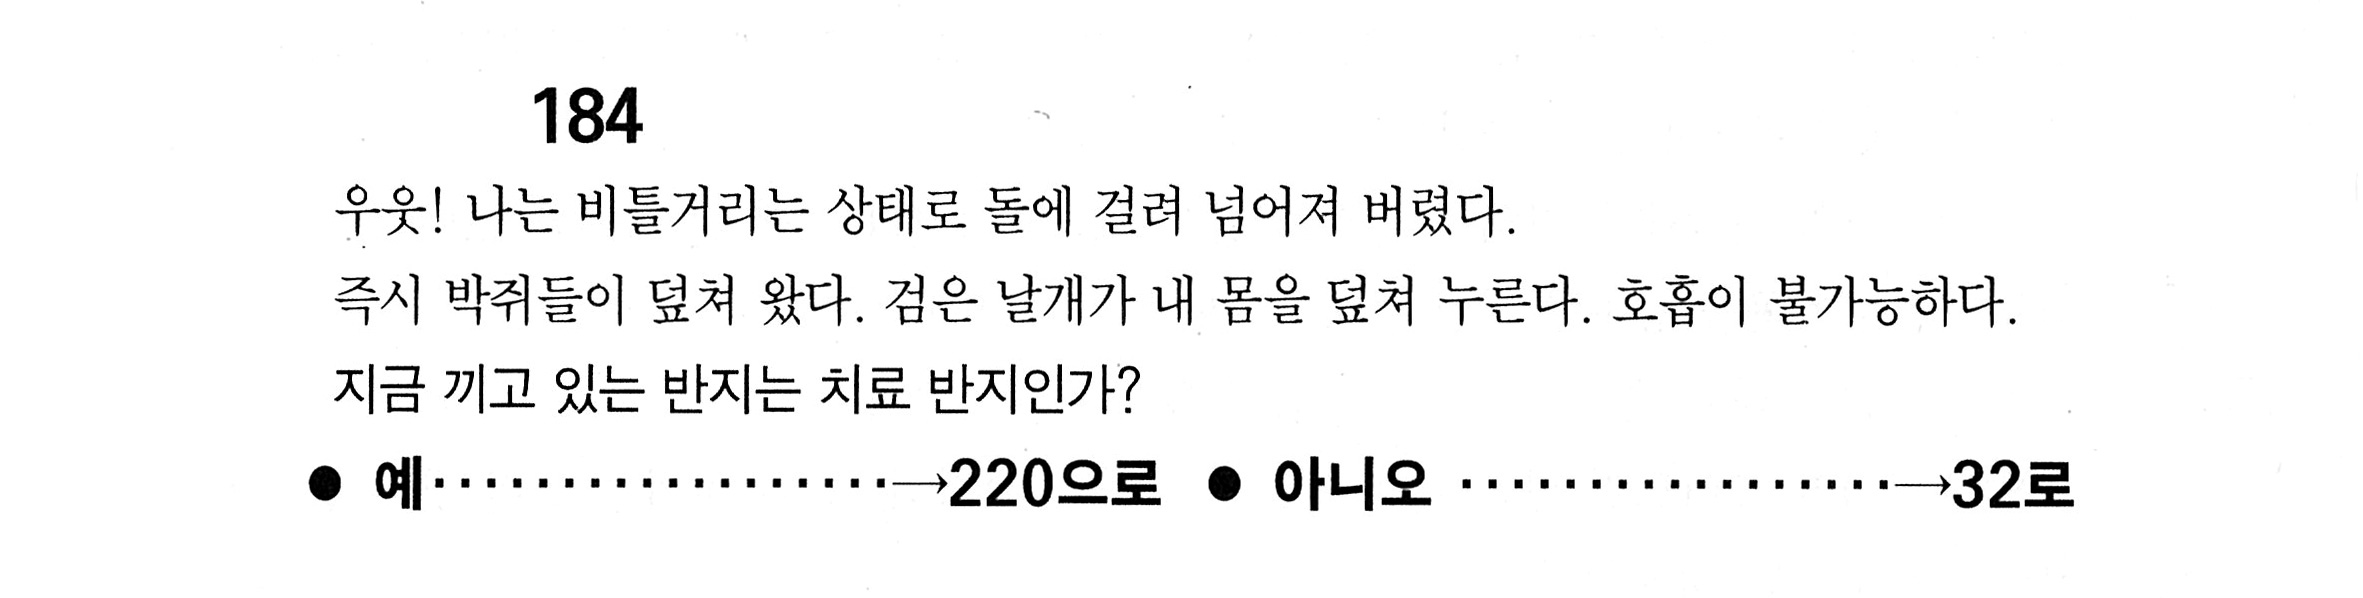 184
우웃! 나는 비틀거리는 상태로 돌에 걸려 넘어져 버렸다.
즉시 박쥐들이 덮쳐 왔다. 검은 날개가 내 몸을 덮쳐 누른다. 호흡이 불가능하다.
지금 끼고 있는 반지는 치료 반지인가?
● 예··················→220으로 ● 아니오 ·················→32로